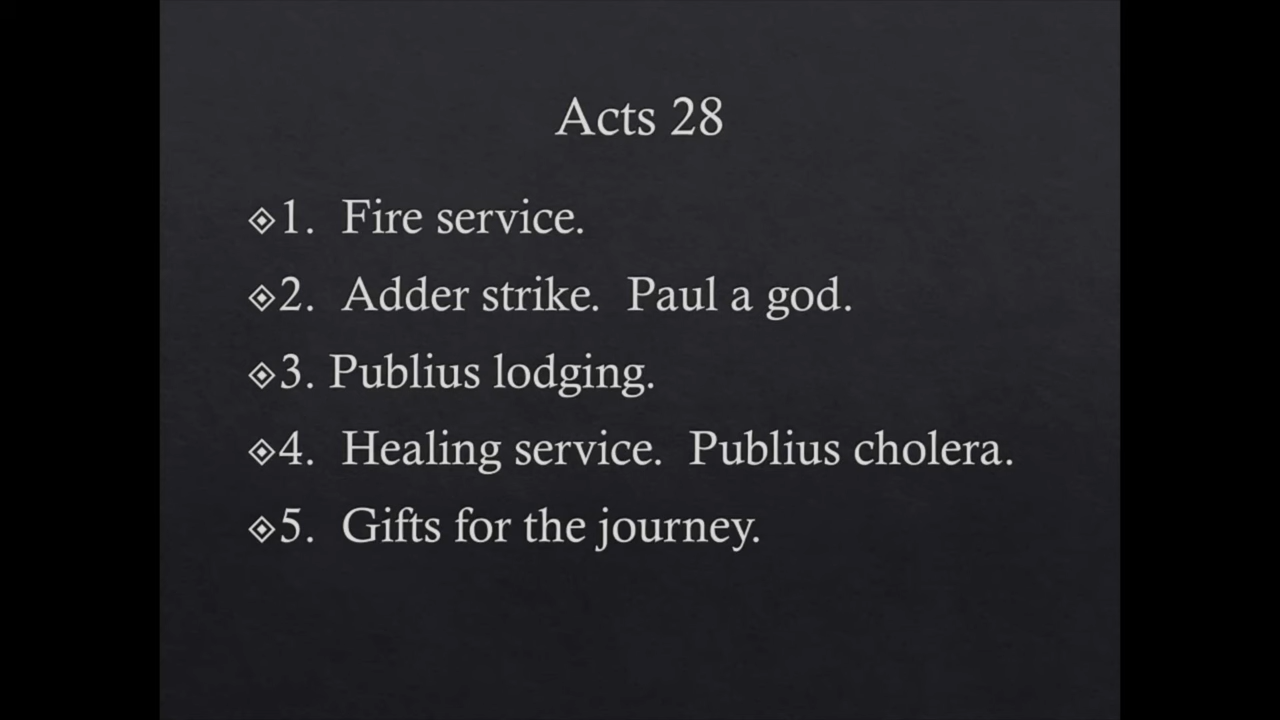 Acts 28
1. Fire service.
2. Adder strike. Paul a god.
3. Publius lodging.
4. Healing service. Publius cholera.
5. Gifts for the journey.